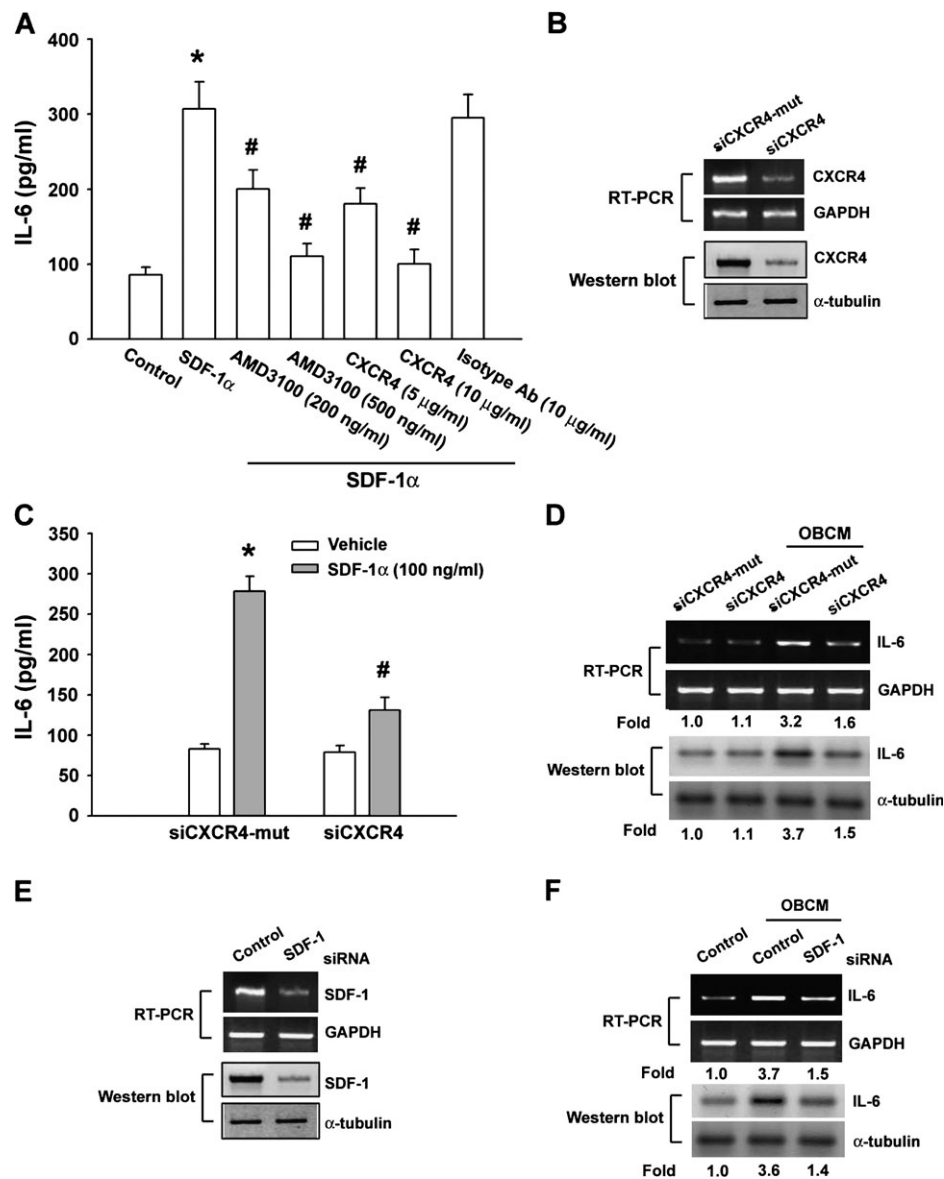 A
IL-6 (pg/ml)
400
300
200
100
0
*
#
#
#
#
Control
SDF-1α
AMD3100 (200 ng/ml)
AMD3100 (500 ng/ml)
CXCR4 (5 μg/ml)
CXCR4 (10 μg/ml)
Isotype Ab (10 μg/ml)
SDF-1α
B
siCXCR4-mut
siCXCR4
RT-PCR
CXCR4
GAPDH
Western blot
CXCR4
α-tubulin
C
IL-6 (pg/ml)
350
300
250
200
150
100
50
0
*
#
Vehicle
SDF-1α (100 ng/ml)
siCXCR4-mut siCXCR4
D
OBCM
siCXCR4-mut siCXCR4 siCXCR4-mut siCXCR4
RT-PCR
IL-6
GAPDH
Fold 1.0 1.1 3.2 1.6
Western blot
IL-6
α-tubulin
Fold 1.0 1.1 3.7 1.5
E
Control SDF-1 siRNA
RT-PCR
SDF-1
GAPDH
Western blot
SDF-1
α-tubulin
F
OBCM
Control Control SDF-1 siRNA
RT-PCR
IL-6
GAPDH
Fold 1.0 3.7 1.5
Western blot
IL-6
α-tubulin
Fold 1.0 3.6 1.4